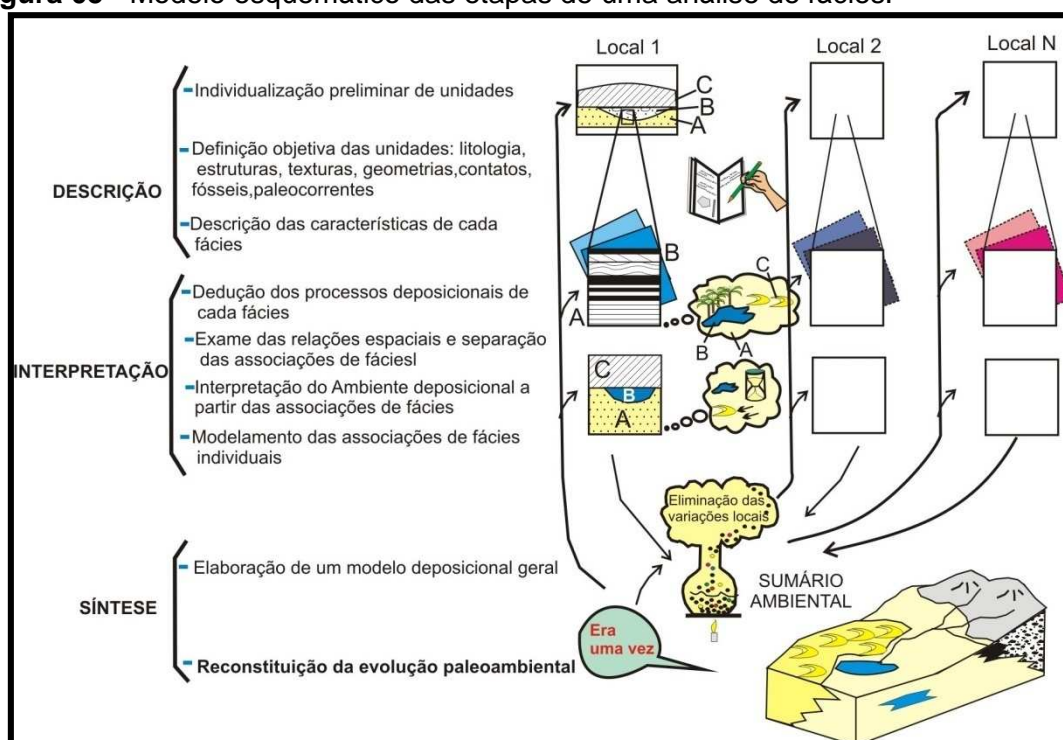 Figura 03 - Modelo esquemático das etapas de uma análise de fácies.
Local 1
Local 2
Local N
DESCRIÇÃO
Individualização preliminar de unidades
Definição objetiva das unidades: litologia,
estruturas, texturas, geometrias,contatos,
fósseis,paleocorrentes
Descrição das características de cada
fácies
C
B
A
B
A
C
B
A
INTERPRETAÇÃO
Dedução dos processos deposicionais de
cada fácies
Exame das relações espaciais e separação
das associações de fáciesl
Interpretação do Ambiente deposicional a
partir das associações de fácies
Modelamento das associações de fácies
individuais
C
B
A
SÍNTESE
Elaboração de um modelo deposicional geral
Reconstituição da evolução paleoambiental
Eliminação das
variações locais
SUMÁRIO
AMBIENTAL
Era
uma vez